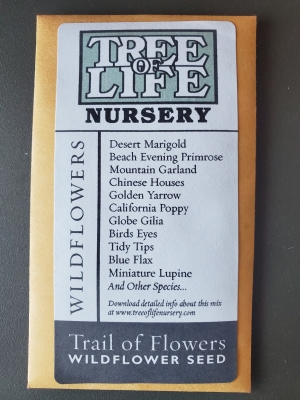 TREE
OF
LIFE
NURSERY
WILDFLOWERS
Desert Marigold
Beach Evening Primrose
Mountain Garland
Chinese Houses
Golden Yarrow
California Poppy
Globe Gilia
Birds Eyes
Tidy Tips
Blue Flax
Miniature Lupine
And Other Species...
Download detailed info about this mix
at www.treeoflifenursery.com
Trail of Flowers
WILDFLOWER SEED